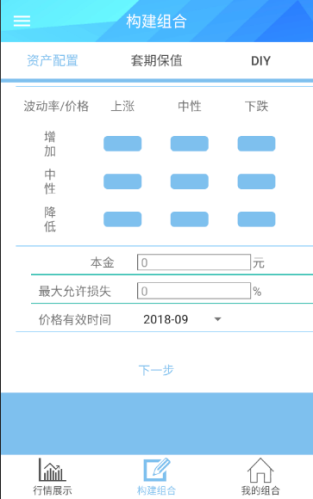 构建组合
资产配置 套期保值 DIY
波动率/价格 上涨 中性 下跌
增
加
中
性
降
低
本金 0 元
最大允许损失 0 %
价格有效时间 2018-09
下一步
行情展示 构建组合 我的组合